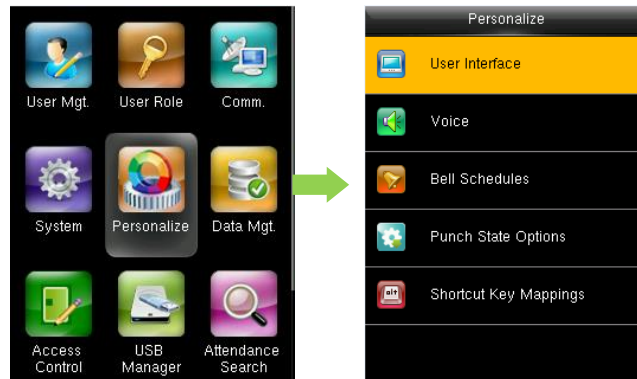 User Mgt.
User Role
Comm.
System
Personalize
Data Mgt.
Access
Control
USB
Manager
Attendance
Search
Personalize
User Interface
Voice
Bell Schedules
Punch State Options
alt
Shortcut Key Mappings